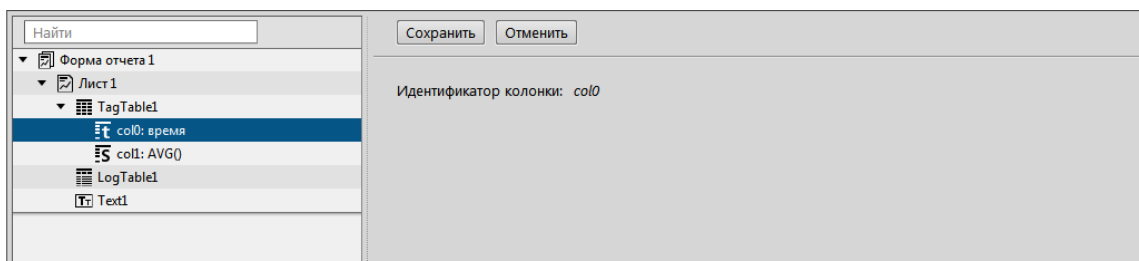 Найти
Сохранить
Отменить
Форма отчета 1
Лист 1
Идентификатор колонки: col0
TagTable1
col0: время
col1: AVG()
LogTable1
Text1